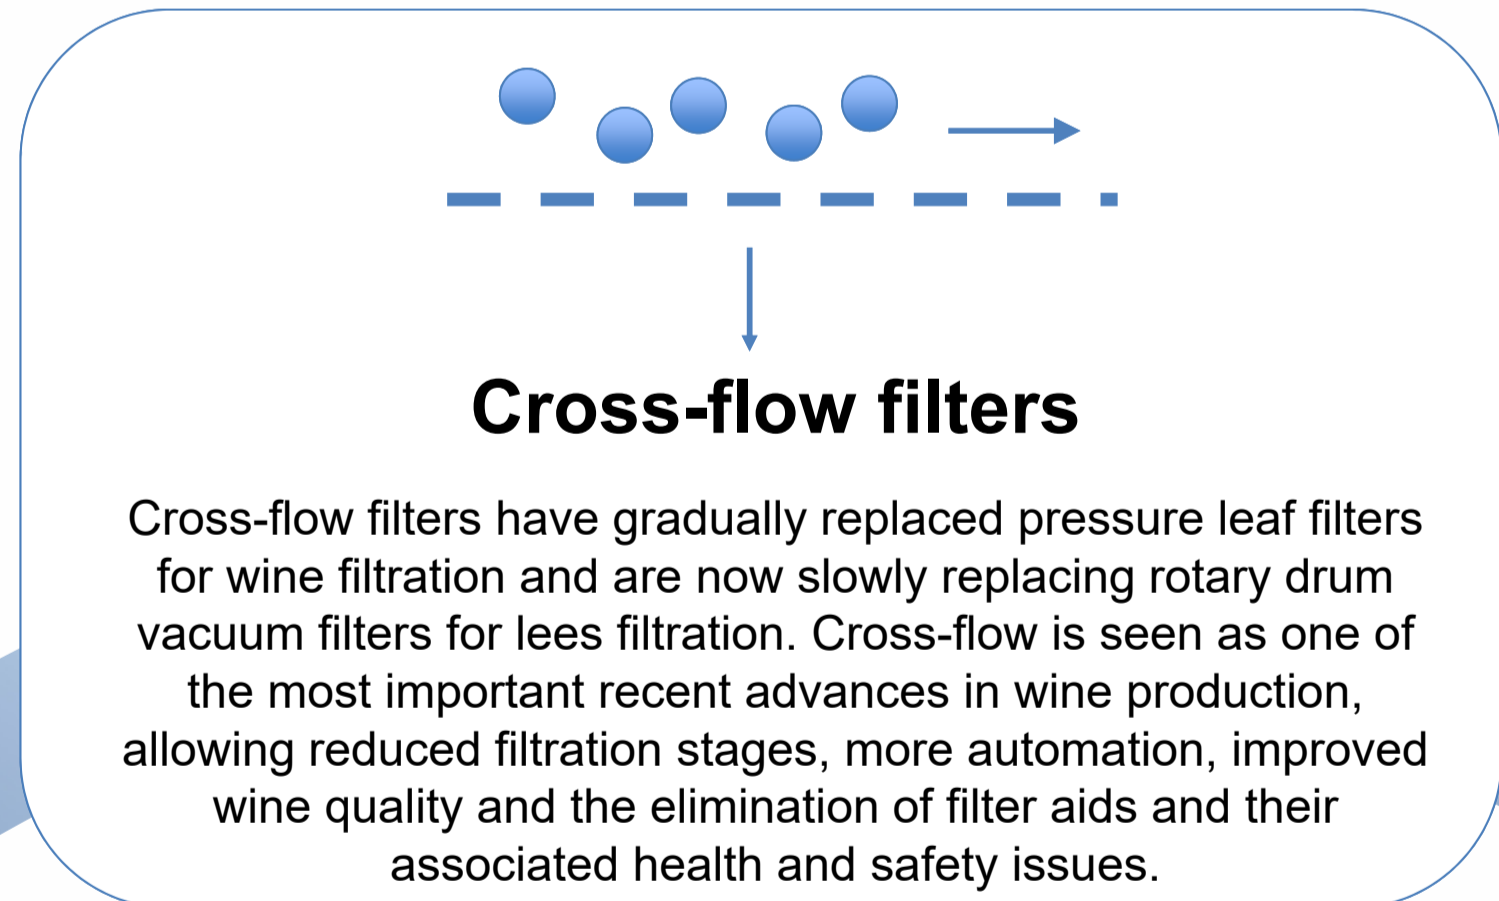 Cross-flow filters
Cross-flow filters have gradually replaced pressure leaf filters
for wine filtration and are now slowly replacing rotary drum
vacuum filters for lees filtration. Cross-flow is seen as one of
the most important recent advances in wine production,
allowing reduced filtration stages, more automation, improved
wine quality and the elimination of filter aids and their
associated health and safety issues.